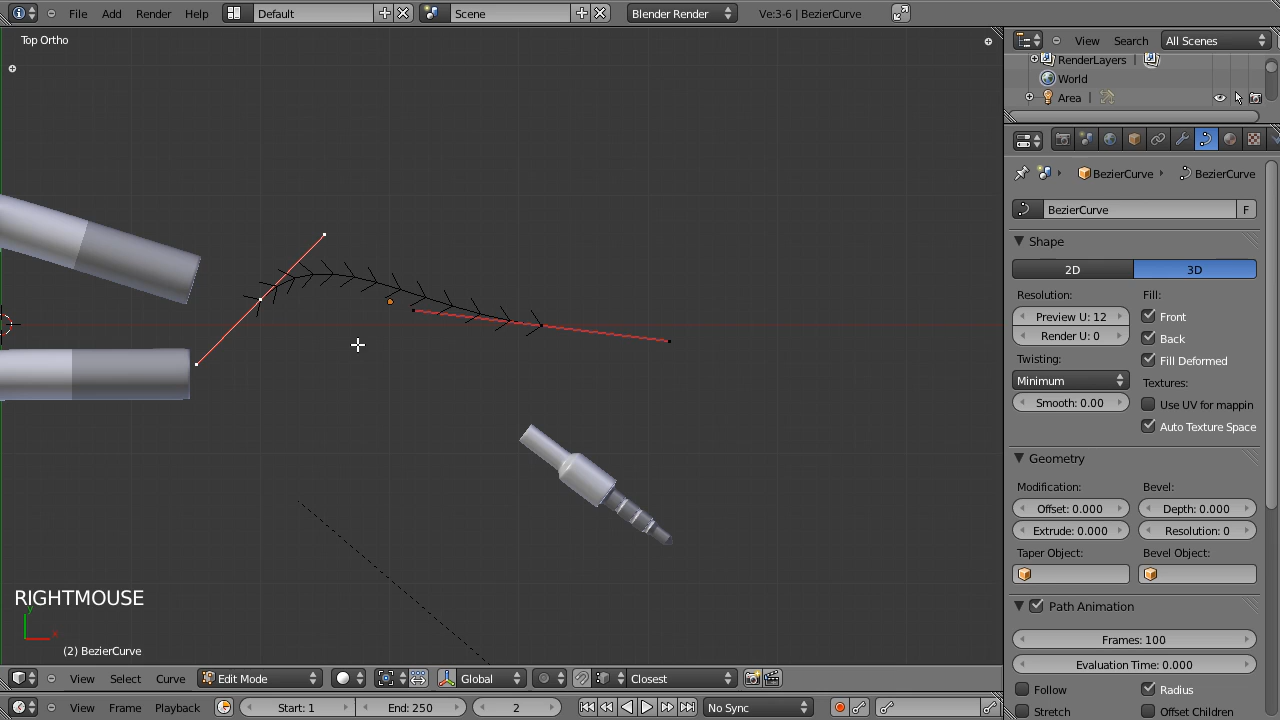 File Add Render Help Default Scene Blender Render Ve:3-6 | BezierCurve
Top Ortho
View Search All Scenes
RenderLayers |
World
Area |
BezierCurve BezierCurve
BezierCurve F
Shape
2D 3D
Resolution: Fill:
Preview U: 12 Front
Render U: 0 Back
Twisting: Fill Deformed
Minimum Textures:
Smooth: 0.00 Use UV for mappin
Auto Texture Space
Geometry
Modification: Bevel:
Offset: 0.000 Depth: 0.000
Extrude: 0.000 Resolution: 0
Taper Object: Bevel Object:
Path Animation
Frames: 100
Evaluation Time: 0.000
Follow Radius
Stretch Offset Children
RIGHTMOUSE
y
x
(2) BezierCurve
View Select Curve Edit Mode Global Closest
View Frame Playback Start: 1 End: 250 2 No Sync